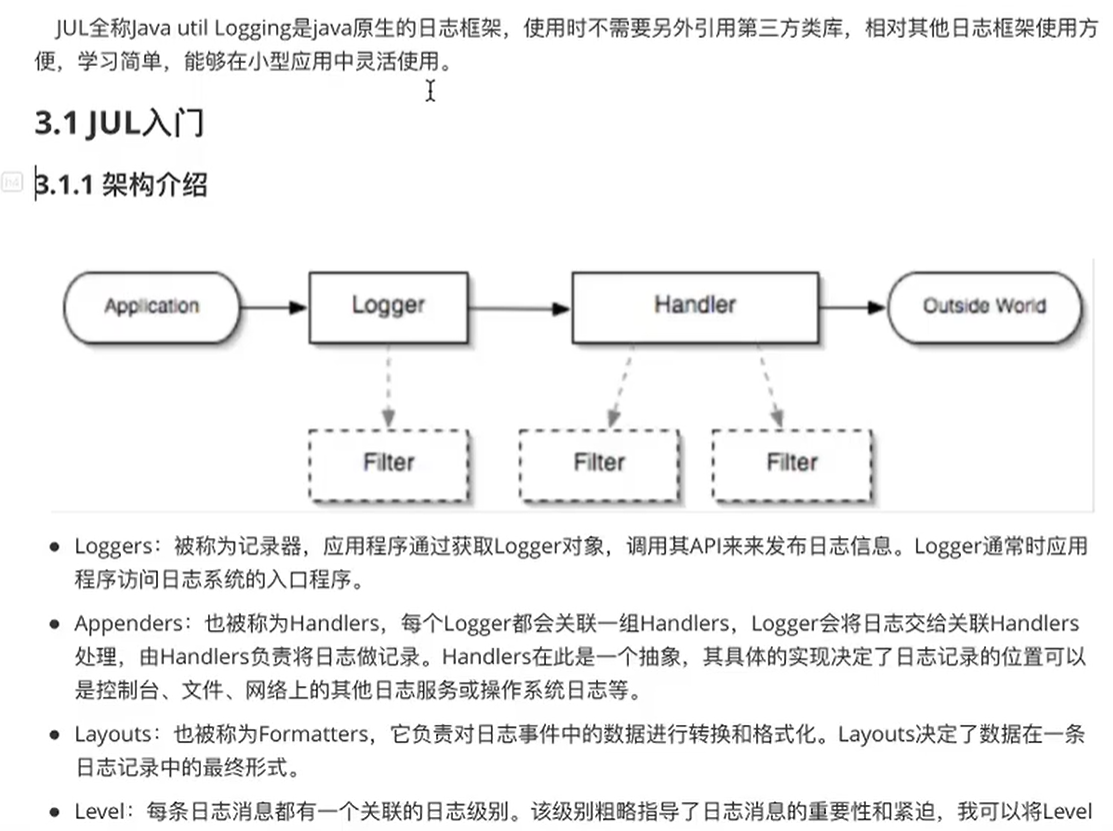 JUL全称Java util Logging是java原生的日志框架，使用时不需要另外引用第三方类库，相对其他日志框架使用方
便，学习简单，能够在小型应用中灵活使用。
3.1 JUL入门
h4
3.1.1 架构介绍
Application
Logger
Handler
Outside World
Filter
Filter
Filter
Loggers：被称为记录器，应用程序通过获取Logger对象，调用其API来来发布日志信息。Logger通常时应用
程序访问日志系统的入口程序。
Appenders：也被称为Handlers，每个Logger都会关联一组Handlers，Logger会将日志交给关联Handlers
处理，由Handlers负责将日志做记录。Handlers在此是一个抽象，其具体的实现决定了日志记录的位置可以
是控制台、文件、网络上的其他日志服务或操作系统日志等。
Layouts：也被称为Formatters，它负责对日志事件中的数据进行转换和格式化。Layouts决定了数据在一条
日志记录中的最终形式。
Level：每条日志消息都有一个关联的日志级别。该级别粗略指导了日志消息的重要性和紧迫，我可以将Level